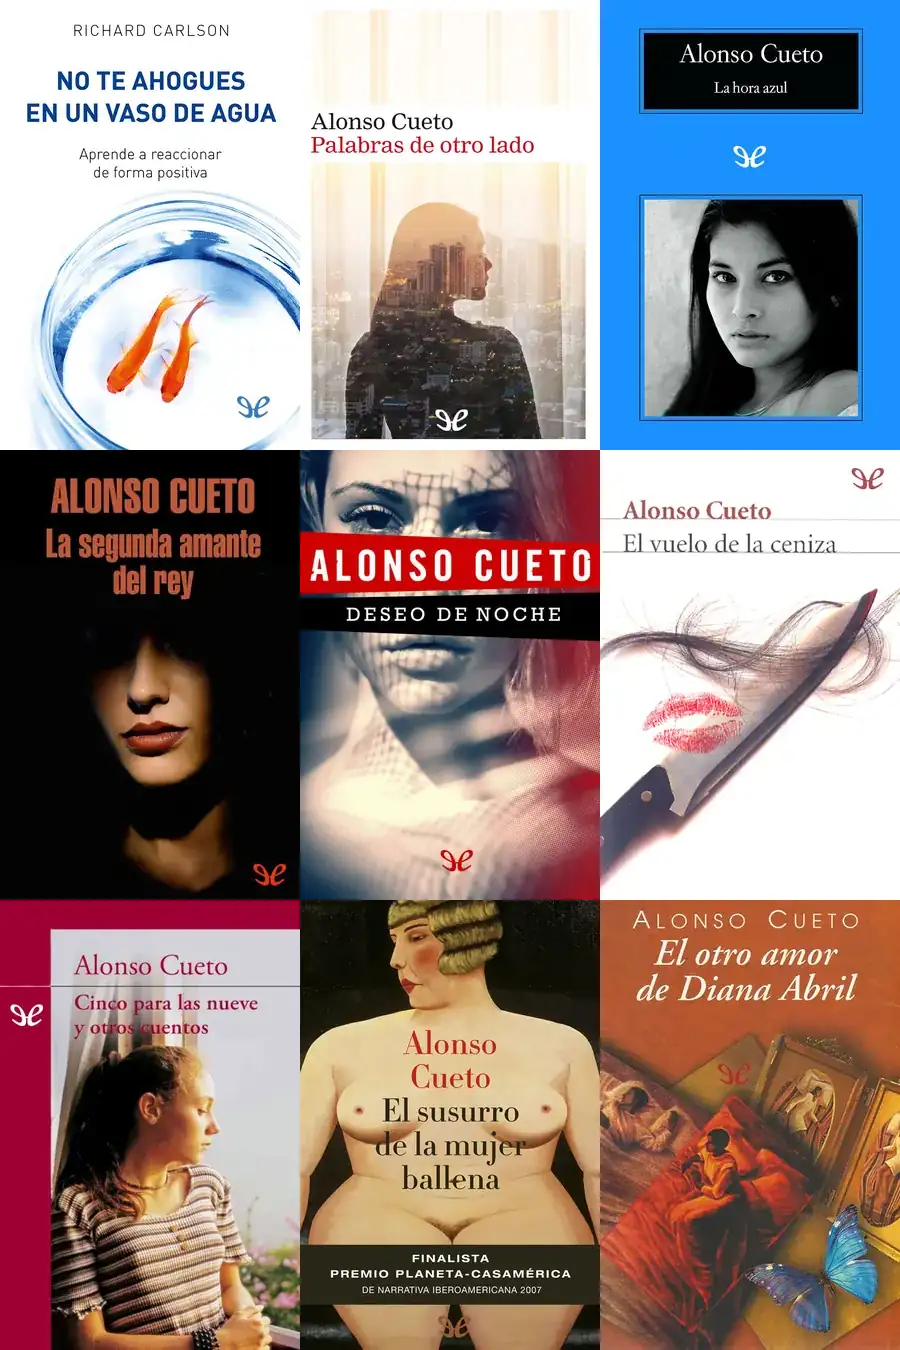 RICHARD CARLSON
NO TE AHOGUES
EN UN VASO DE AGUA
Aprende a reaccionar
de forma positiva
Alonso Cueto
Palabras de otro lado
Alonso Cueto
La hora azul
ALONSO CUETO
La segunda amante
del rey
ALONSO CUETO
DESEO DE NOCHE
Alonso Cueto
El vuelo de la ceniza
Alonso Cueto
Cinco para las nueve
y otros cuentos
Alonso
Cueto
El susurro
de la mujer
ballena
FINALISTA
PREMIO PLANETA-CASAMÉRICA
DE NARRATIVA IBEROAMERICANA 2007
ALONSO CUETO
El otro amor
de Diana Abril